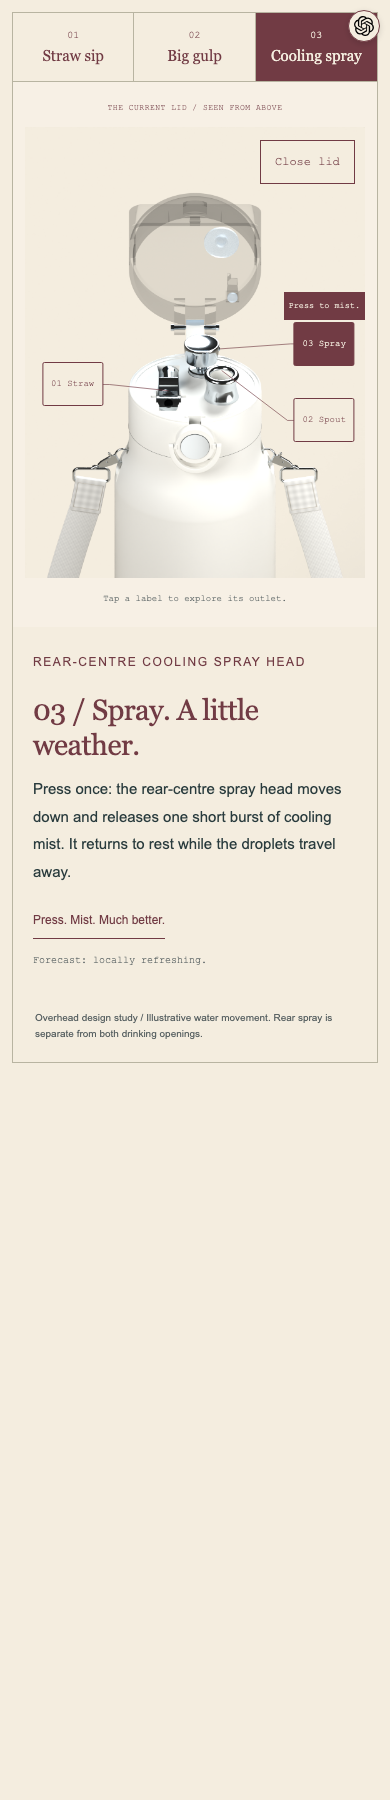 01
Straw sip
02
Big gulp
03
Cooling spray
THE CURRENT LID / SEEN FROM ABOVE
Close lid
Press to mist.
03 Spray
01 Straw
02 Spout
Tap a label to explore its outlet.
REAR-CENTRE COOLING SPRAY HEAD
03 / Spray. A little
weather.
Press once: the rear-centre spray head moves
down and releases one short burst of cooling
mist. It returns to rest while the droplets travel
away.
Press. Mist. Much better.
Forecast: locally refreshing.
Overhead design study / Illustrative water movement. Rear spray is
separate from both drinking openings.